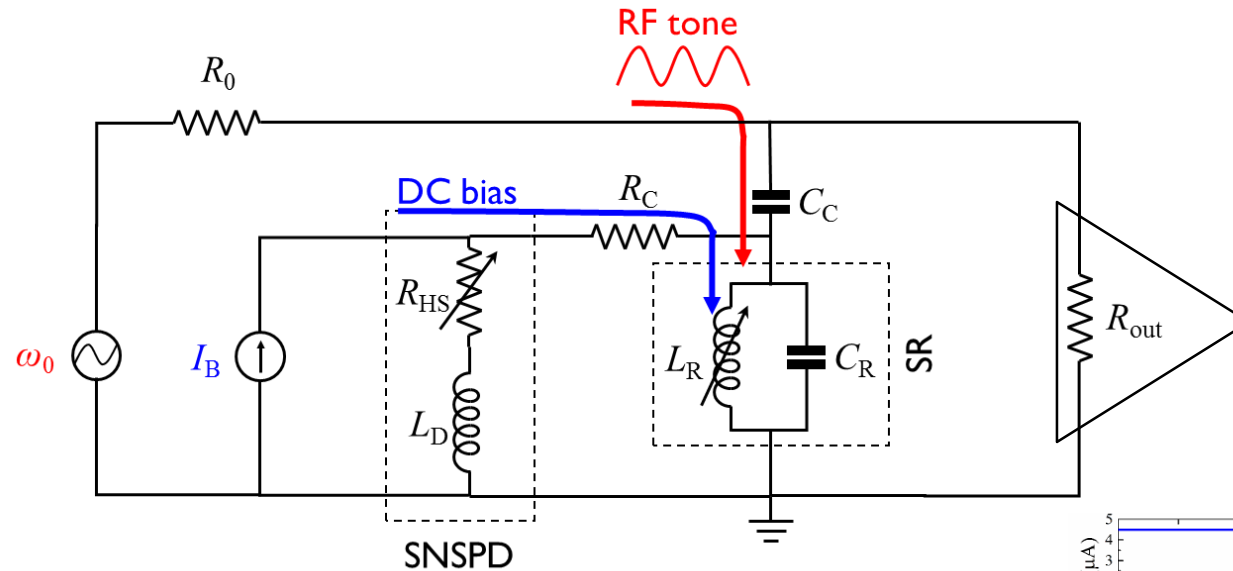 RF tone
R0
DC bias
RC
CC
RHS
ω0
IB
LR
CR
SR
Rout
LD
SNSPD
5
4
3
μA)